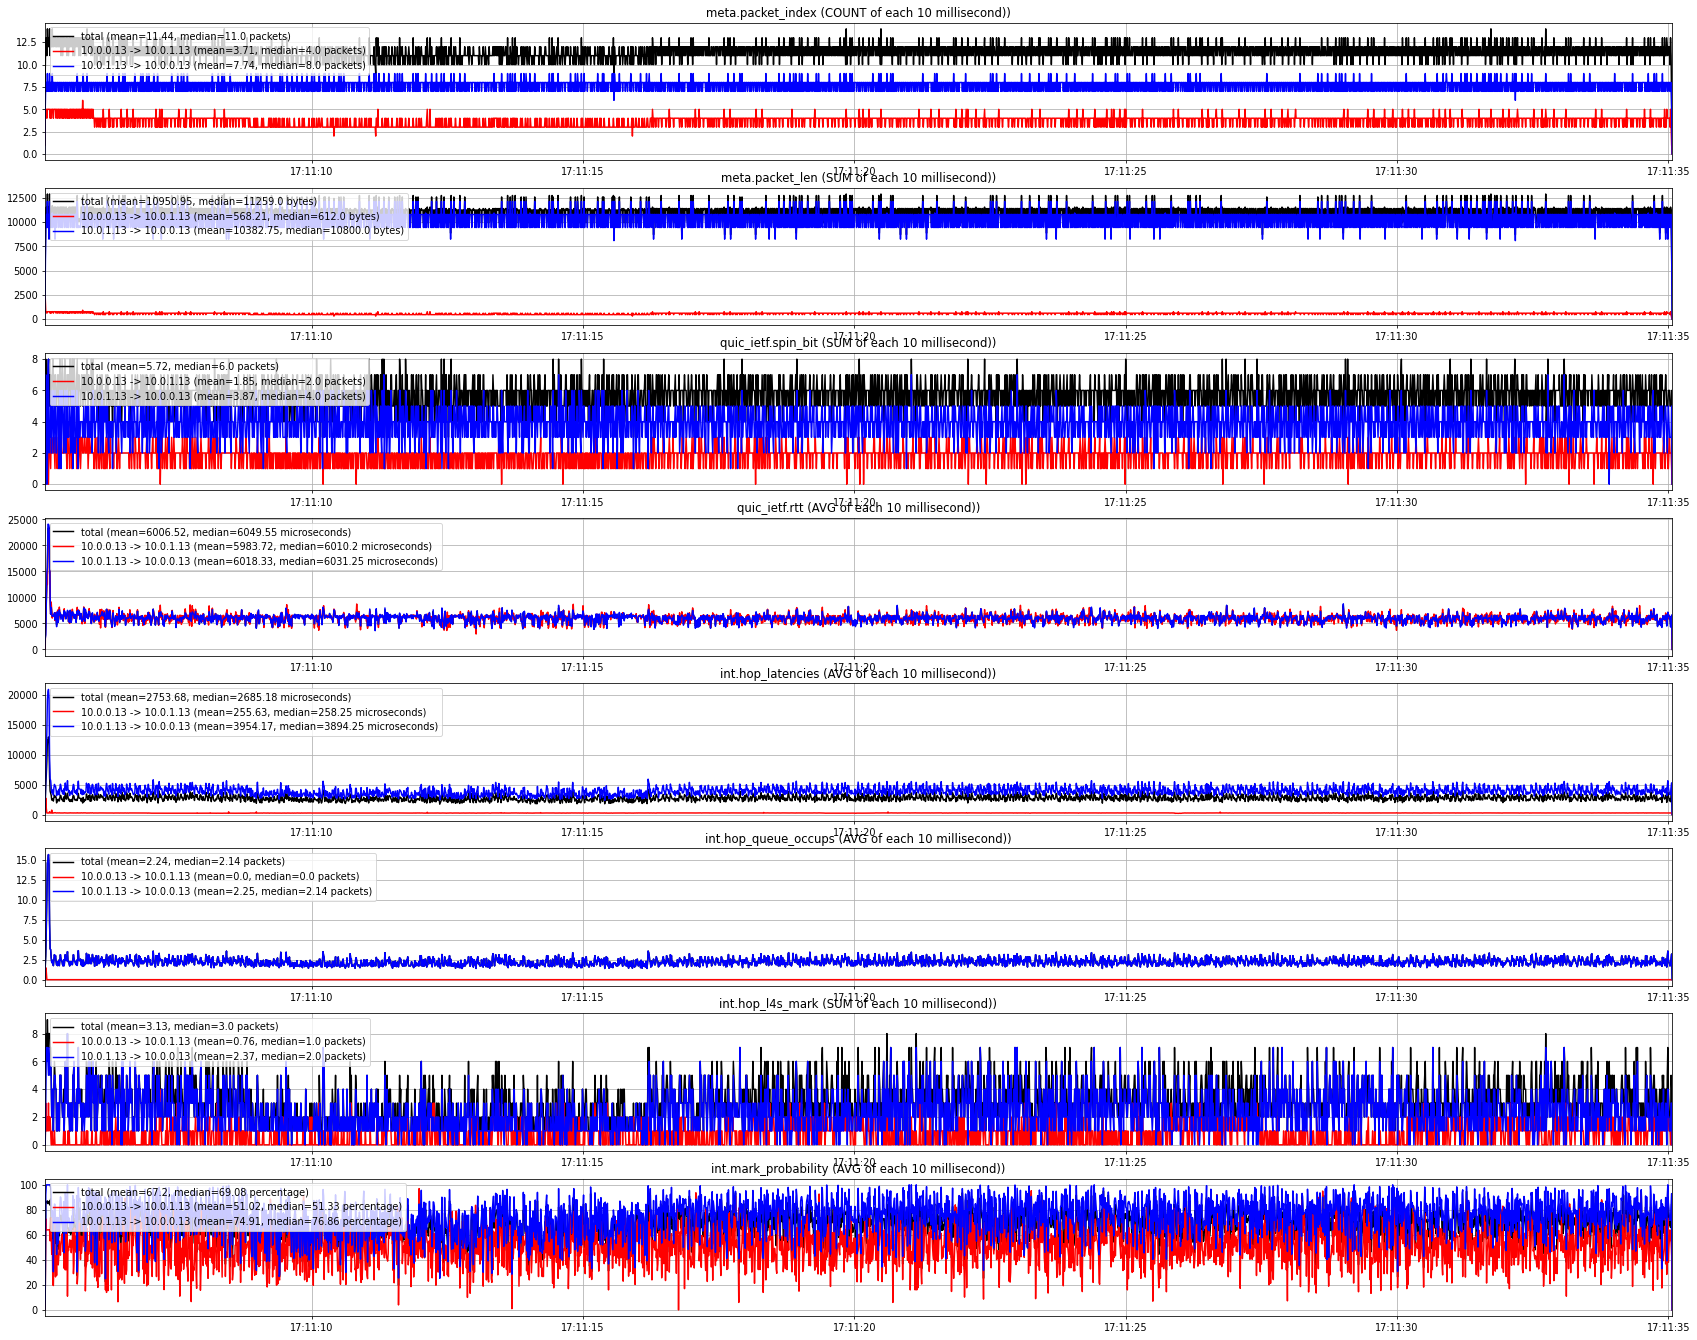 meta.packet_index (COUNT of each 10 millisecond))
total (mean=11.44, median=11.0 packets)
10.0.0.13 -> 10.0.1.13 (mean=3.71, median=4.0 packets)
10.0.1.13 -> 10.0.0.13 (mean=7.74, median=8.0 packets)
12.5
10.0
7.5
5.0
2.5
0.0
17:11:10 17:11:15 17:11:20 17:11:25 17:11:30 17:11:35
meta.packet_len (SUM of each 10 millisecond))
total (mean=10950.95, median=11259.0 bytes)
10.0.0.13 -> 10.0.1.13 (mean=568.21, median=612.0 bytes)
10.0.1.13 -> 10.0.0.13 (mean=10382.75, median=10800.0 bytes)
12500
10000
7500
5000
2500
0
17:11:10 17:11:15 17:11:20 17:11:25 17:11:30 17:11:35
quic_ietf.spin_bit (SUM of each 10 millisecond))
total (mean=5.72, median=6.0 packets)
10.0.0.13 -> 10.0.1.13 (mean=1.85, median=2.0 packets)
10.0.1.13 -> 10.0.0.13 (mean=3.87, median=4.0 packets)
8
6
4
2
0
17:11:10 17:11:15 17:11:20 17:11:25 17:11:30 17:11:35
quic_ietf.rtt (AVG of each 10 millisecond))
total (mean=6006.52, median=6049.55 microseconds)
10.0.0.13 -> 10.0.1.13 (mean=5983.72, median=6010.2 microseconds)
10.0.1.13 -> 10.0.0.13 (mean=6018.33, median=6031.25 microseconds)
25000
20000
15000
10000
5000
0
17:11:10 17:11:15 17:11:20 17:11:25 17:11:30 17:11:35
int.hop_latencies (AVG of each 10 millisecond))
total (mean=2753.68, median=2685.18 microseconds)
10.0.0.13 -> 10.0.1.13 (mean=255.63, median=258.25 microseconds)
10.0.1.13 -> 10.0.0.13 (mean=3954.17, median=3894.25 microseconds)
20000
15000
10000
5000
0
17:11:10 17:11:15 17:11:20 17:11:25 17:11:30 17:11:35
int.hop_queue_occups (AVG of each 10 millisecond))
total (mean=2.24, median=2.14 packets)
10.0.0.13 -> 10.0.1.13 (mean=0.0, median=0.0 packets)
10.0.1.13 -> 10.0.0.13 (mean=2.25, median=2.14 packets)
15.0
12.5
10.0
7.5
5.0
2.5
0.0
17:11:10 17:11:15 17:11:20 17:11:25 17:11:30 17:11:35
int.hop_l4s_mark (SUM of each 10 millisecond))
total (mean=3.13, median=3.0 packets)
10.0.0.13 -> 10.0.1.13 (mean=0.76, median=1.0 packets)
10.0.1.13 -> 10.0.0.13 (mean=2.37, median=2.0 packets)
8
6
4
2
0
17:11:10 17:11:15 17:11:20 17:11:25 17:11:30 17:11:35
int.mark_probability (AVG of each 10 millisecond))
total (mean=67.2, median=69.08 percentage)
10.0.0.13 -> 10.0.1.13 (mean=51.02, median=51.33 percentage)
10.0.1.13 -> 10.0.0.13 (mean=74.91, median=76.86 percentage)
100
80
60
40
20
0
17:11:10 17:11:15 17:11:20 17:11:25 17:11:30 17:11:35